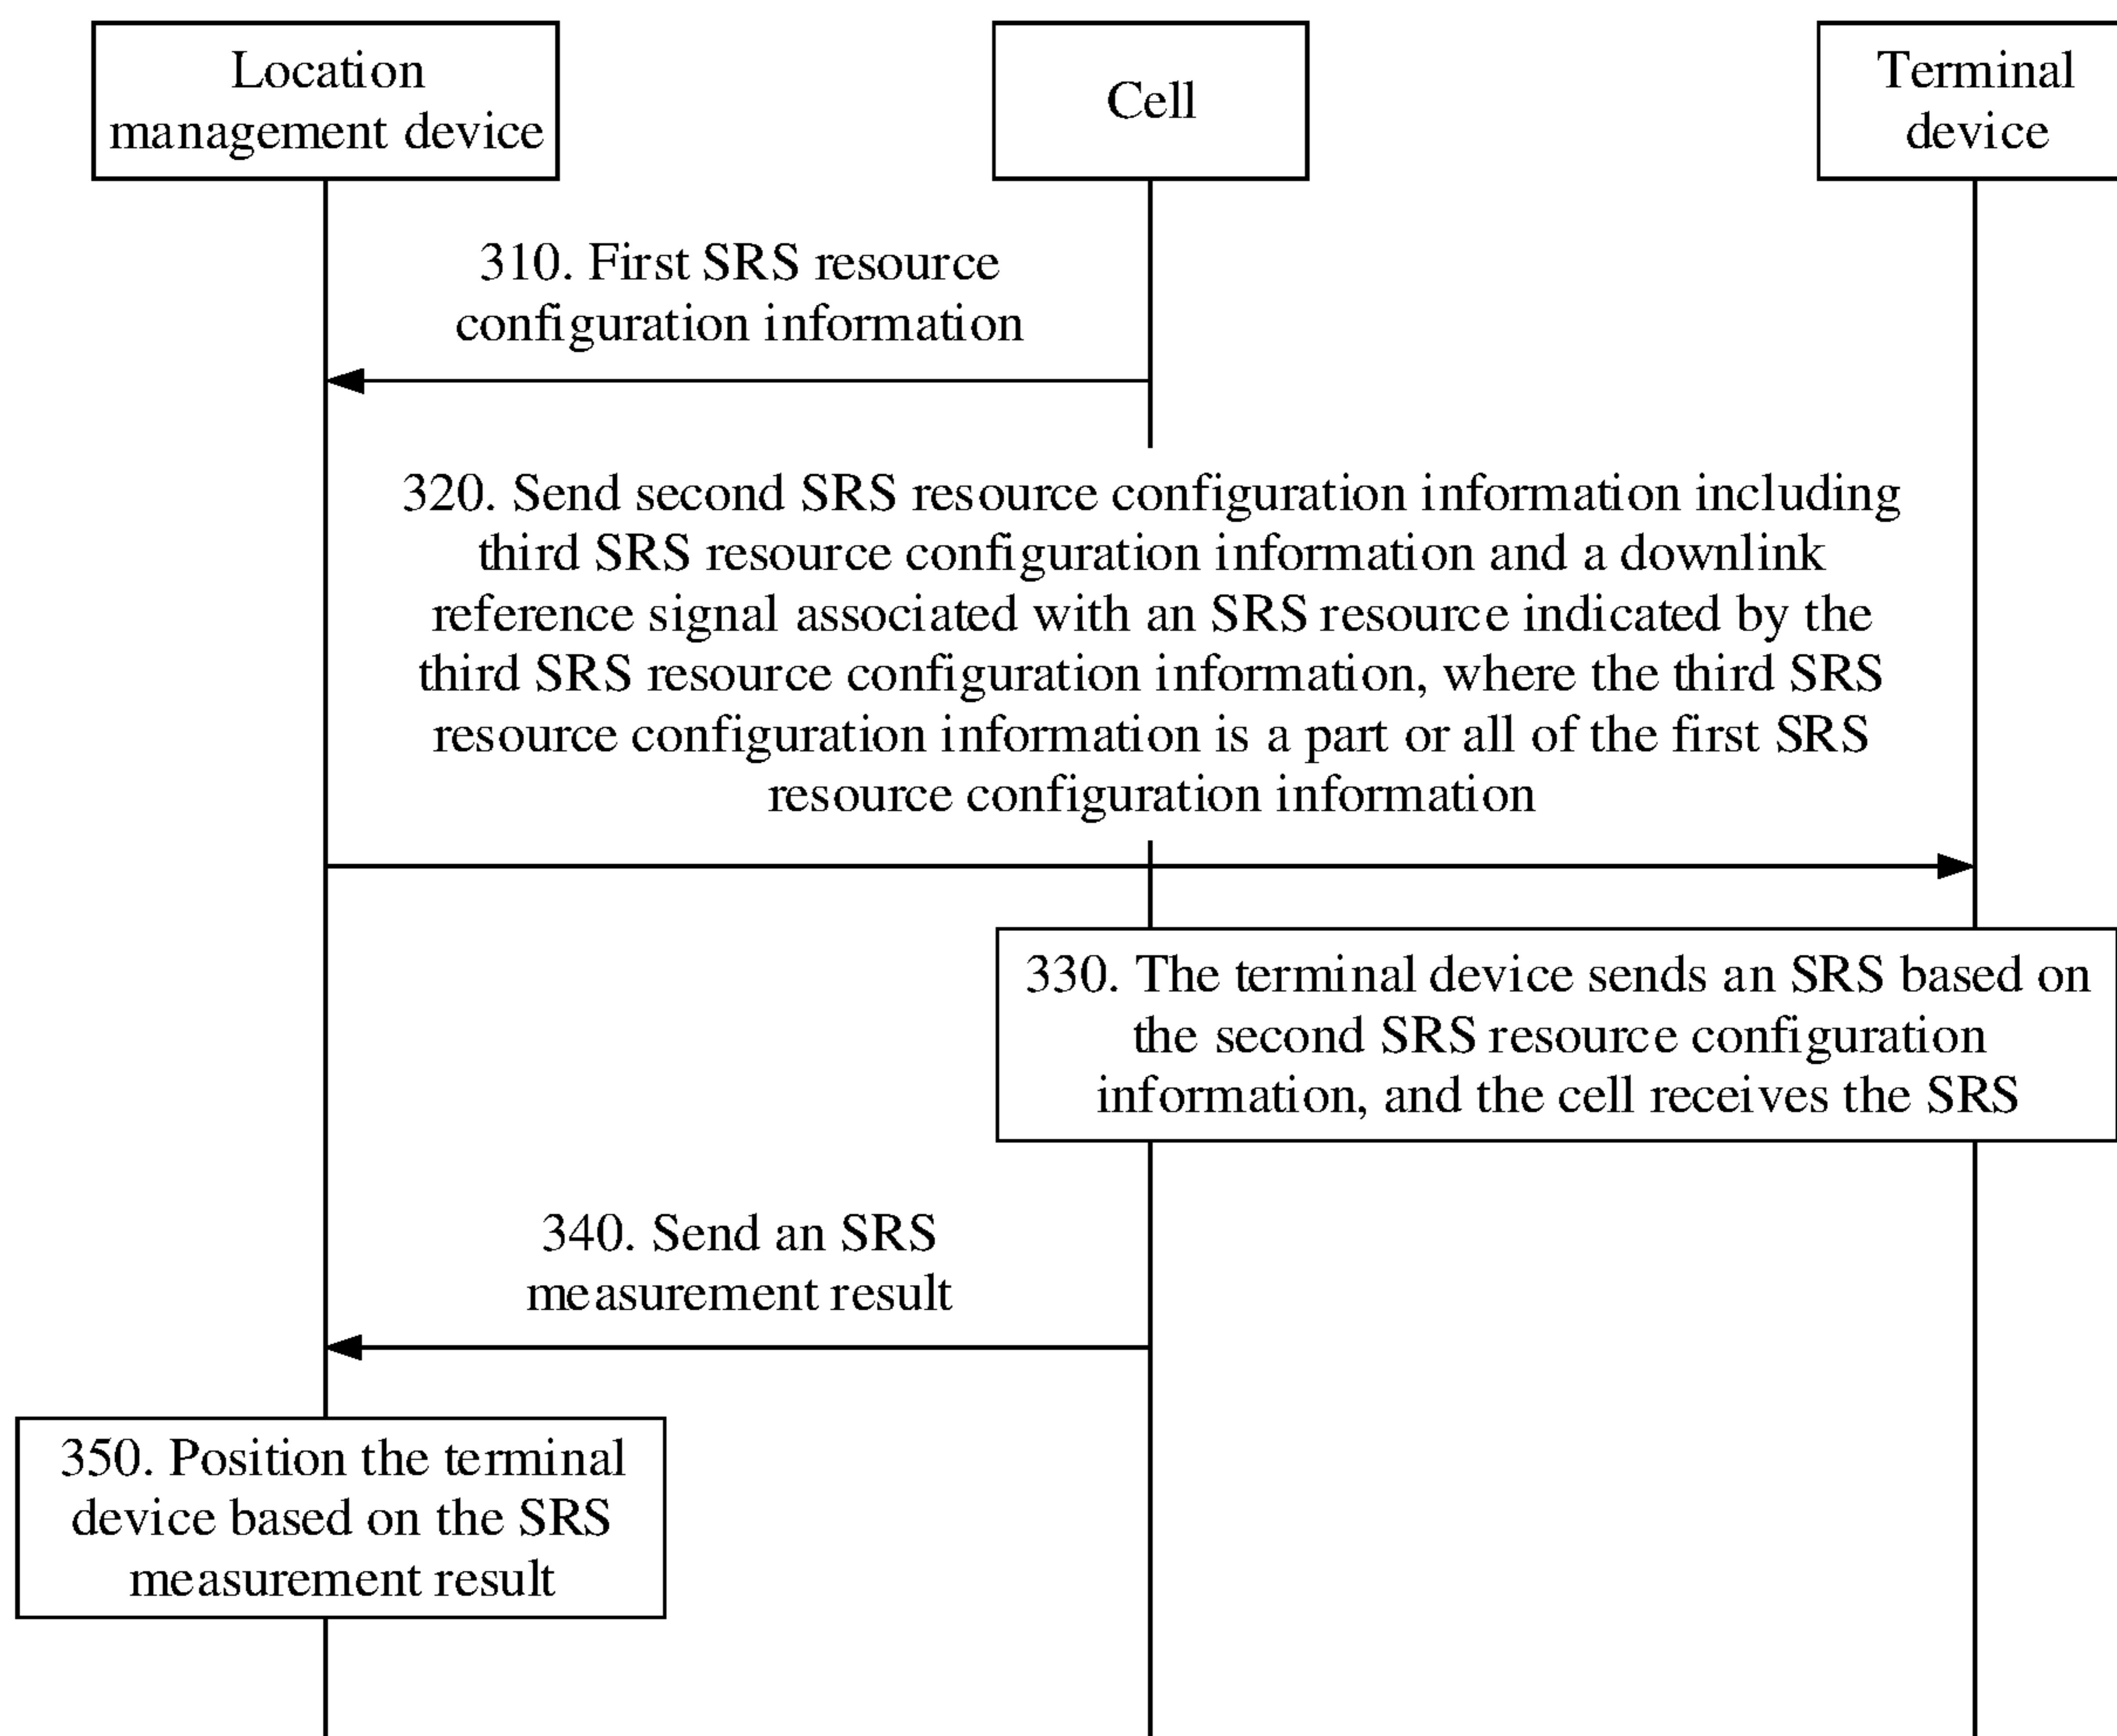 Location
management device
Cell
Terminal
device
310. First SRS resource
configuration information
320. Send second SRS resource configuration information including
third SRS resource configuration information and a downlink
reference signal associated with an SRS resource indicated by the
third SRS resource configuration information, where the third SRS
resource configuration information is a part or all of the first SRS
resource configuration information
330. The terminal device sends an SRS based on
the second SRS resource configuration
information, and the cell receives the SRS
340. Send an SRS
measurement result
350. Position the terminal
device based on the SRS
measurement result